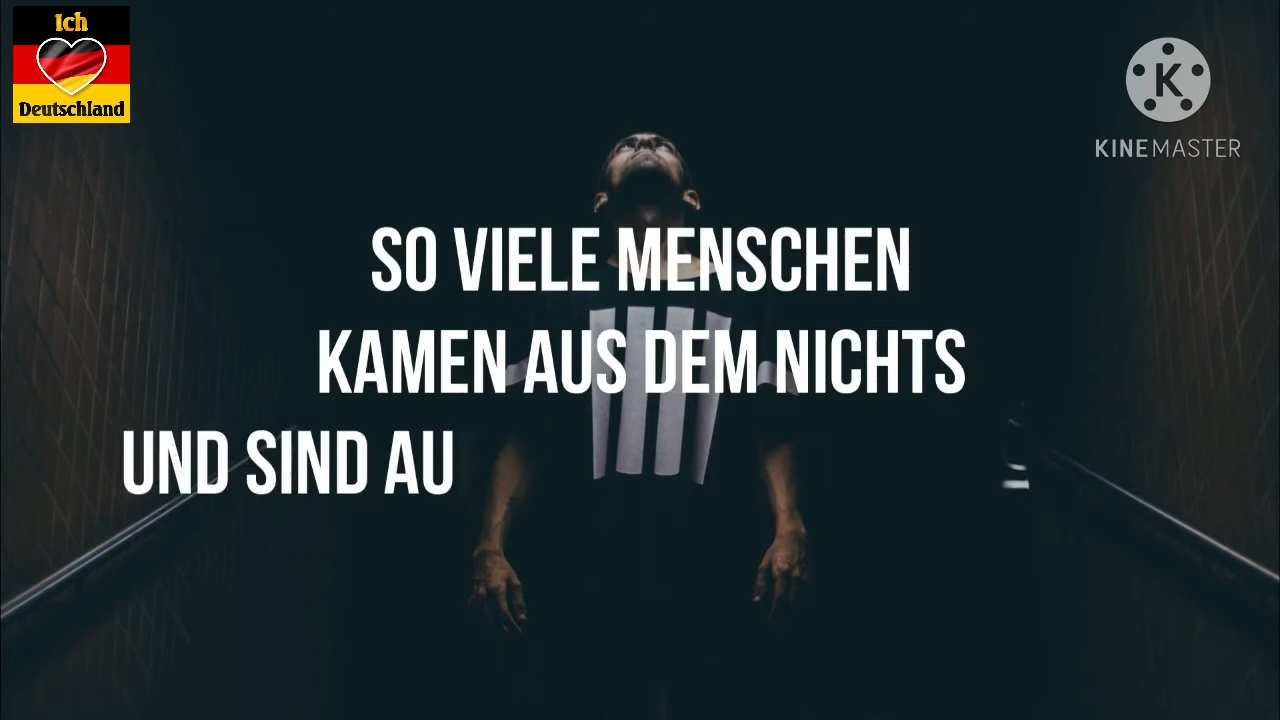 Ich
Deutschland
K
KINEMASTER
SO VIELE MENSCHEN
KAMEN AUS DEM NICHTS
UND SIND AU